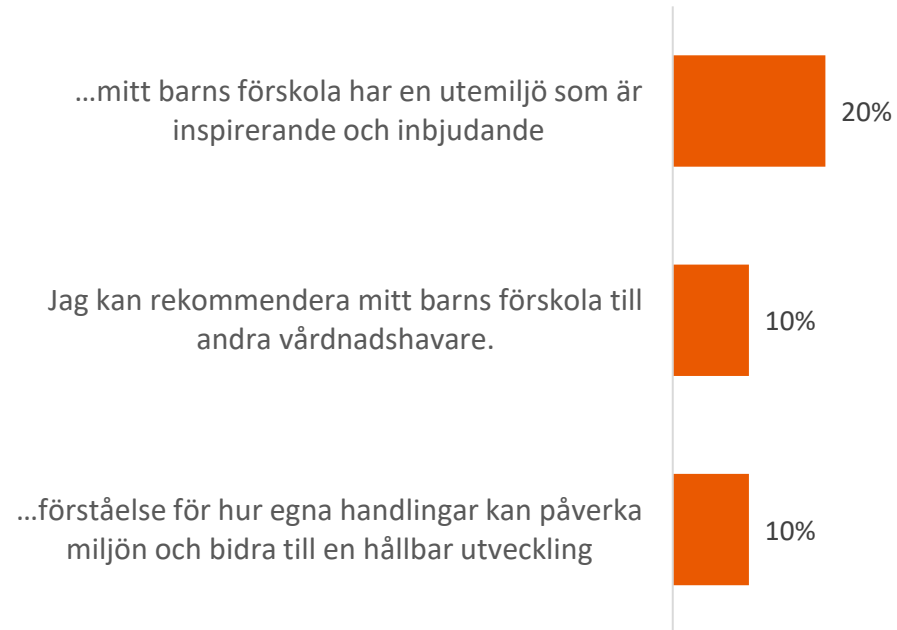 ...mitt barns förskola har en utemiljö som är
inspirerande och inbjudande
20%
Jag kan rekommendera mitt barns förskola till
andra vårdnadshavare.
10%
...förståelse för hur egna handlingar kan påverka
miljön och bidra till en hållbar utveckling
10%